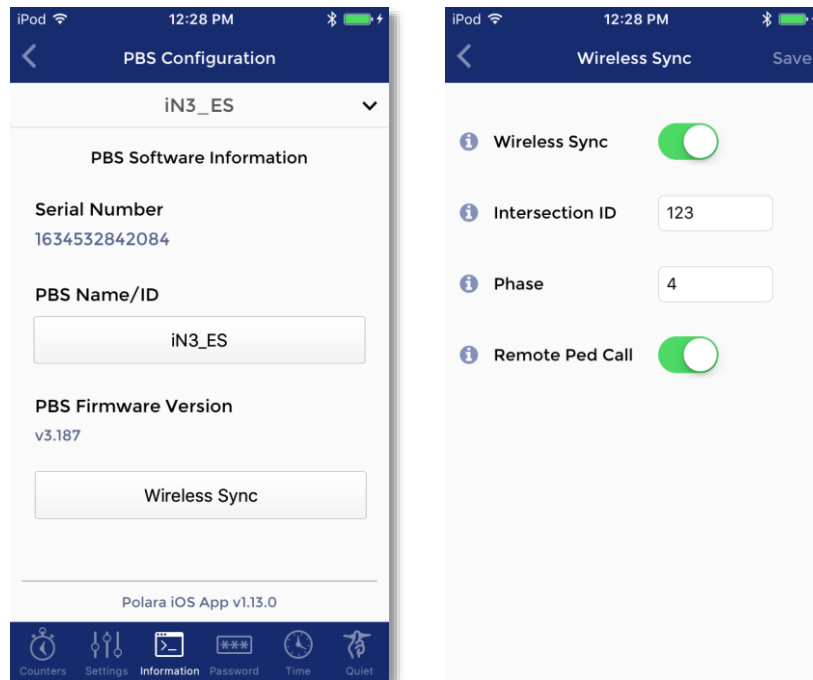 iPod 12:28 PM
PBS Configuration
iN3_ES
PBS Software Information
Serial Number
1634532842084
PBS Name/ID
iN3_ES
PBS Firmware Version
v3.187
Wireless Sync
Polara iOS App v1.13.0
Counters Settings Information Password Time Quiet
iPod 12:28 PM
Wireless Sync Save
Wireless Sync
Intersection ID 123
Phase 4
Remote Ped Call